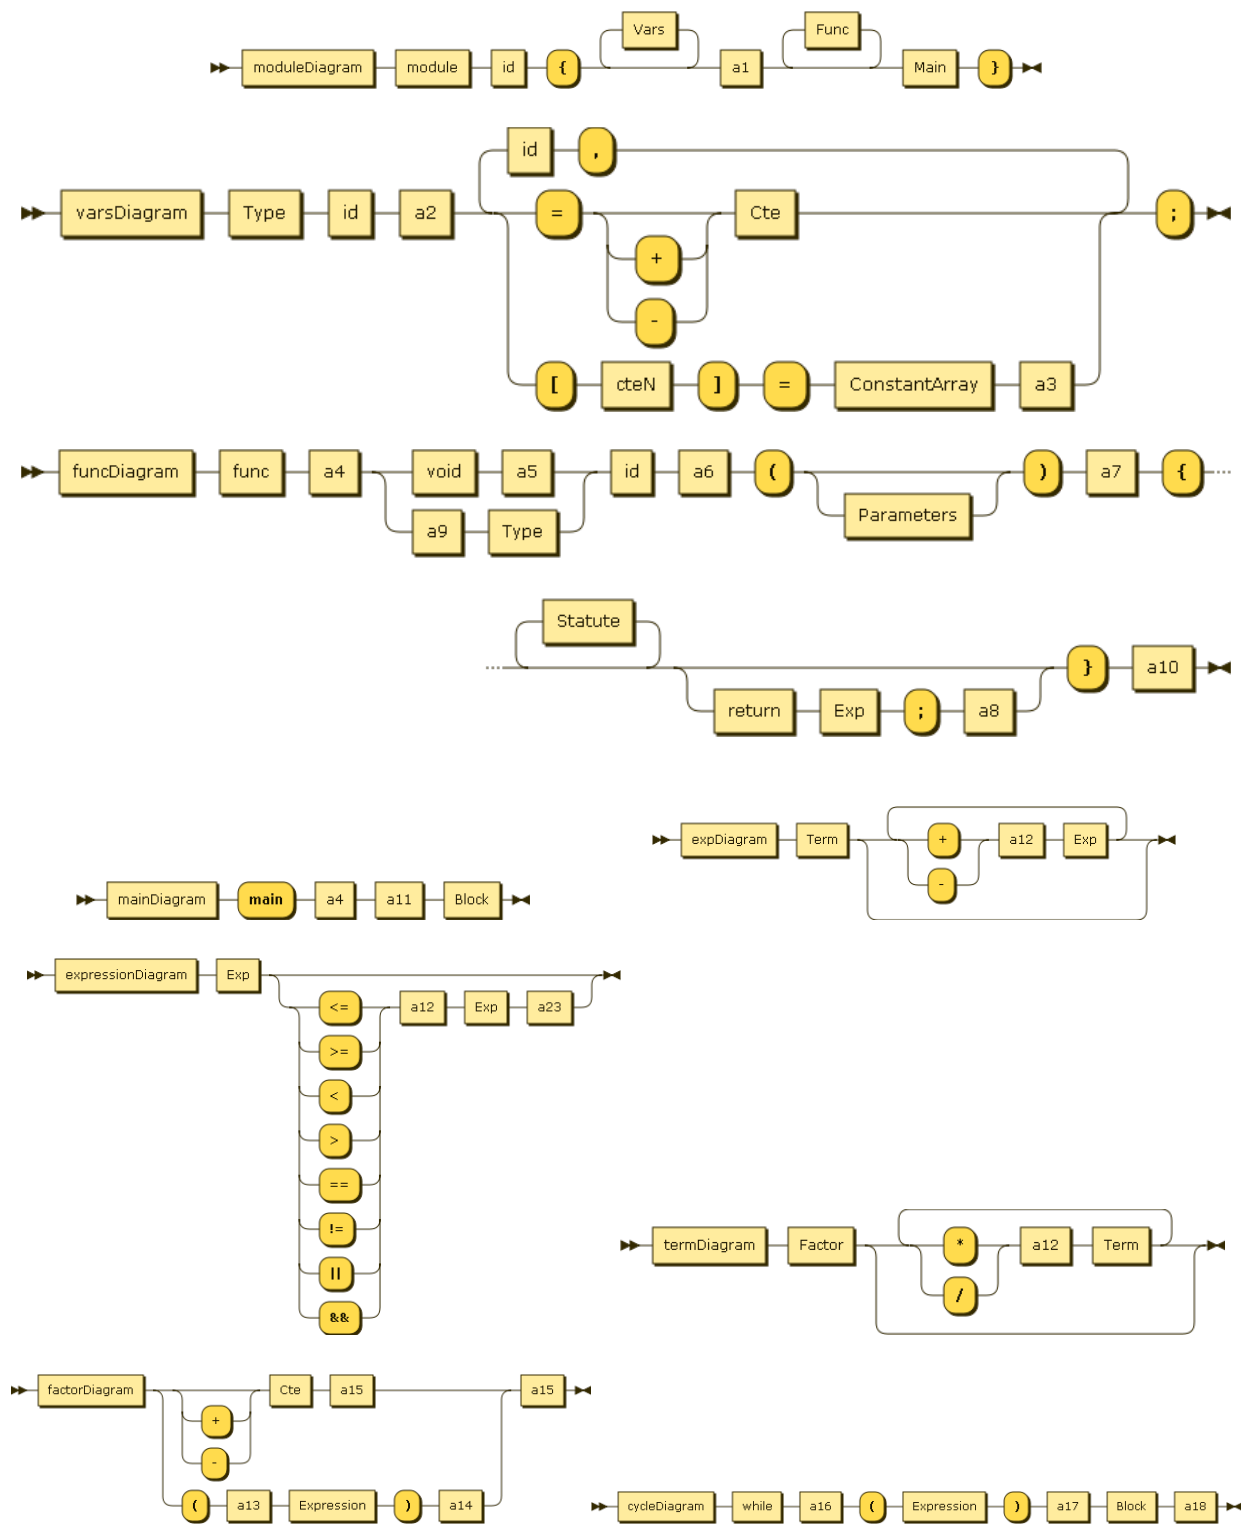 Vars Func
moduleDiagram module id { a1 Main }
id ,
varsDiagram Type id a2 = Cte ;
+
-
[ cteN ] = ConstantArray a3
funcDiagram func a4 void a5 id a6 ( ) a7 {
a9 Type Parameters
Statute
} a10
return Exp ; a8
expDiagram Term + a12 Exp
-
mainDiagram main a4 a11 Block
expressionDiagram Exp
<= a12 Exp a23
>=
<
>
==
!=
||
&&
termDiagram Factor * a12 Term
/
factorDiagram Cte a15 a15
+
-
( a13 Expression ) a14
cycleDiagram while a16 ( Expression ) a17 Block a18